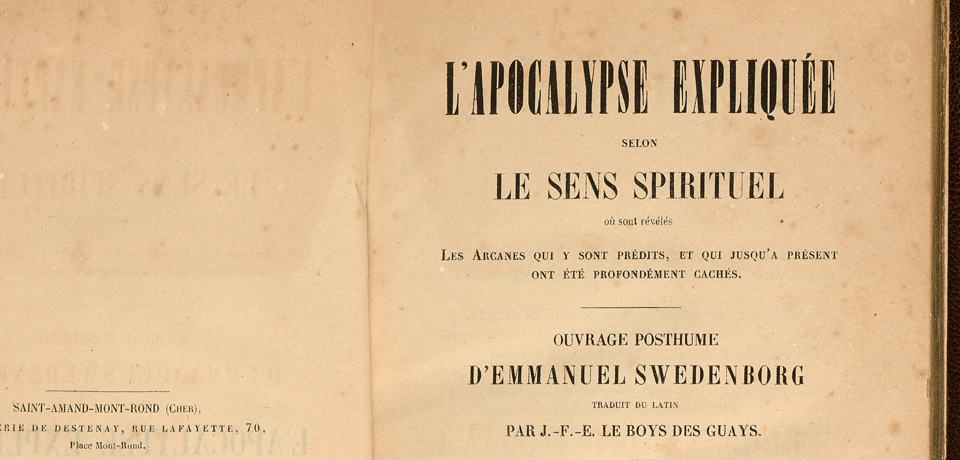 SAINT-AMAND-MONT-ROND (CHER),
DE DESTENAY, RUE LAFAYETTE, 70,
Place Mont-Rond.
L'APOCALYPSE EXPLIQUÉE
SELON
LE SENS SPIRITUEL
où sont révélés
LES ARCANES QUI Y SONT PRÉDITS, ET QUI JUSQU'A PRÉSENT
ONT ÉTÉ PROFONDÉMENT CACHÉS.
OUVRAGE POSTHUME
D'EMMANUEL SWEDENBORG
TRADUIT DU LATIN
PAR J.-F.-E. LE BOYS DES GUAYS.